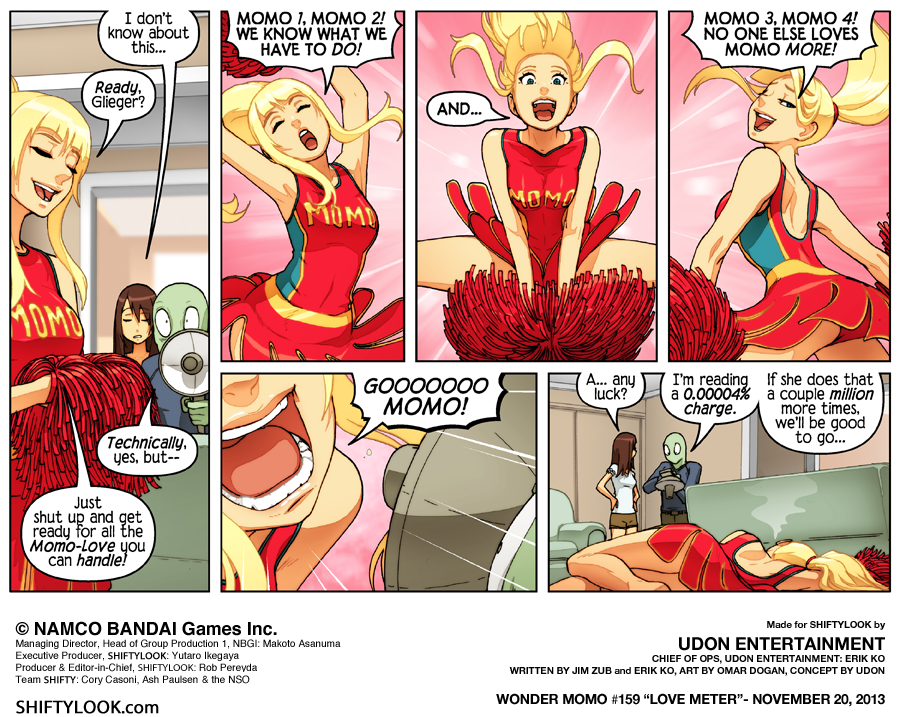 I don't
know about
this...
Ready,
Glieger?
Technically,
yes, but--
Just
shut up and get
ready for all the
Momo-Love you
can handle!
MOMO 1, MOMO 2!
WE KNOW WHAT WE
HAVE TO DO!
MOMO
AND...
MOMO
MOMO 3, MOMO 4!
NO ONE ELSE LOVES
MOMO MORE!
MOMO
GOOOOOOO
MOMO!
A... any
luck?
I'm reading
a 0.00004%
charge.
If she does that
a couple million
more times,
we'll be good
to go...
© NAMCO BANDAI Games Inc.
Managing Director, Head of Group Production 1, NBGI: Makoto Asanuma
Executive Producer, SHIFTYLOOK: Yutaro Ikegaya
Producer & Editor-in-Chief, SHIFTYLOOK: Rob Pereyda
Team SHIFTY: Cory Casoni, Ash Paulsen & the NSO
SHIFTYLOOK.com
Made for SHIFTYLOOK by
UDON ENTERTAINMENT
CHIEF OF OPS, UDON ENTERTAINMENT: ERIK KO
WRITTEN BY JIM ZUB and ERIK KO, ART BY OMAR DOGAN, CONCEPT BY UDON
WONDER MOMO #159 “LOVE METER”- NOVEMBER 20, 2013